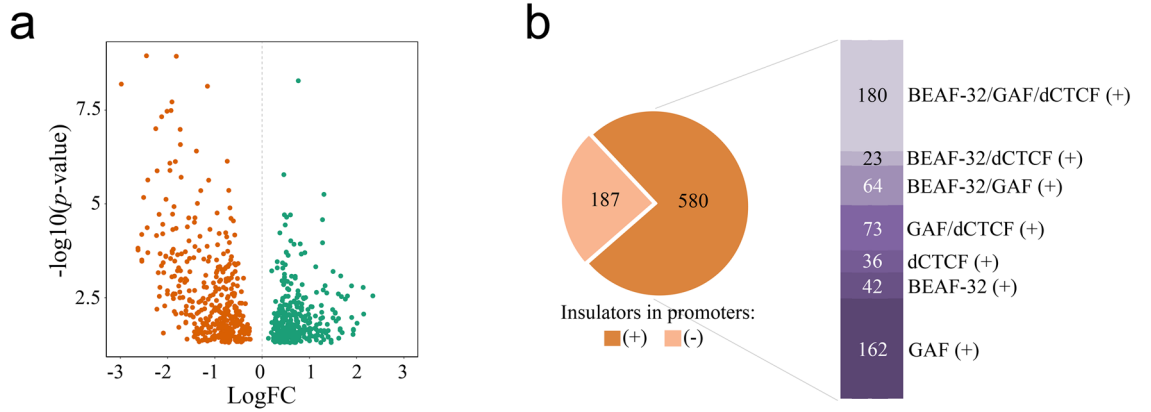 a
7.5
5
2.5
-log10(p-value)
-3 -2 -1 0 1 2 3
LogFC
b
187
580
Insulators in promoters:
(+) (-)
180 BEAF-32/GAF/dCTCF (+)
23 BEAF-32/dCTCF (+)
64 BEAF-32/GAF (+)
73 GAF/dCTCF (+)
36 dCTCF (+)
42 BEAF-32 (+)
162 GAF (+)